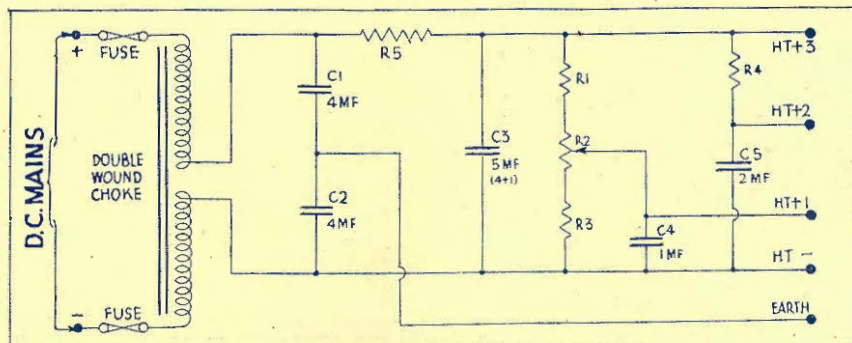 +
FUSE
D.C. MAINS
DOUBLE
WOUND
CHOKE
-
FUSE
C1
4MF
C2
4MF
R5
C3
5MF
(4+1)
R1
R2
R3
C4
1MF
R4
C5
2MF
HT+3
HT+2
HT+1
HT -
EARTH